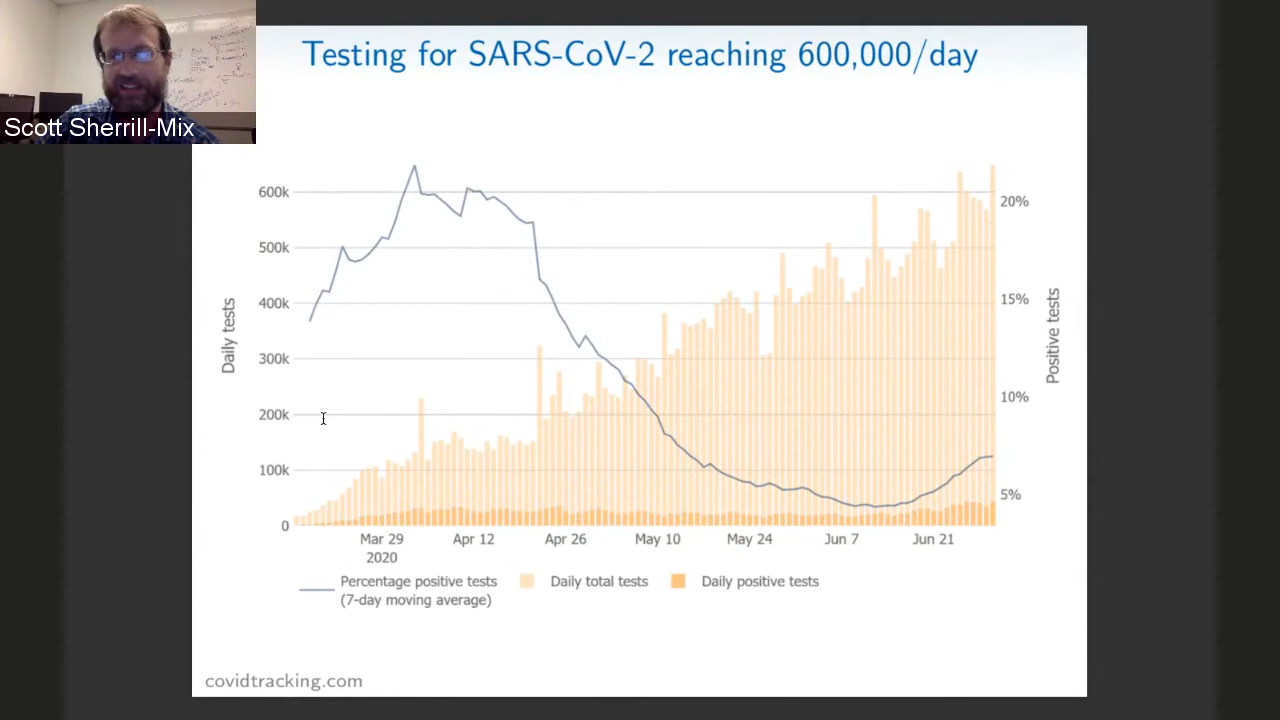 Testing for SARS-CoV-2 reaching 600,000/day
Scott Sherrill-Mix
600k
500k
400k
300k
200k
100k
0
Daily tests
20%
15%
10%
5%
Positive tests
Mar 29
2020
Apr 12
Apr 26
May 10
May 24
Jun 7
Jun 21
Percentage positive tests
(7-day moving average)
Daily total tests
Daily positive tests
covidtracking.com